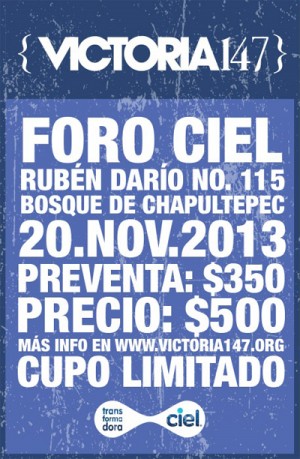 {VICTORIA147}
FORO CIEL
RUBÉN DARÍO NO. 115
BOSQUE DE CHAPULTEPEC
20.NOV.2013
PREVENTA: $350
PRECIO: $500
MÁS INFO EN WWW.VICTORIA147.ORG
CUPO LIMITADO
trans
forma
dora
ciel